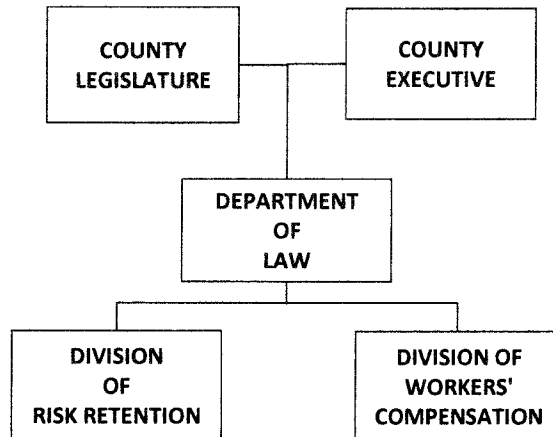 COUNTY
LEGISLATURE
COUNTY
EXECUTIVE
DEPARTMENT
OF
LAW
DIVISION
OF
RISK RETENTION
DIVISION OF
WORKERS'
COMPENSATION